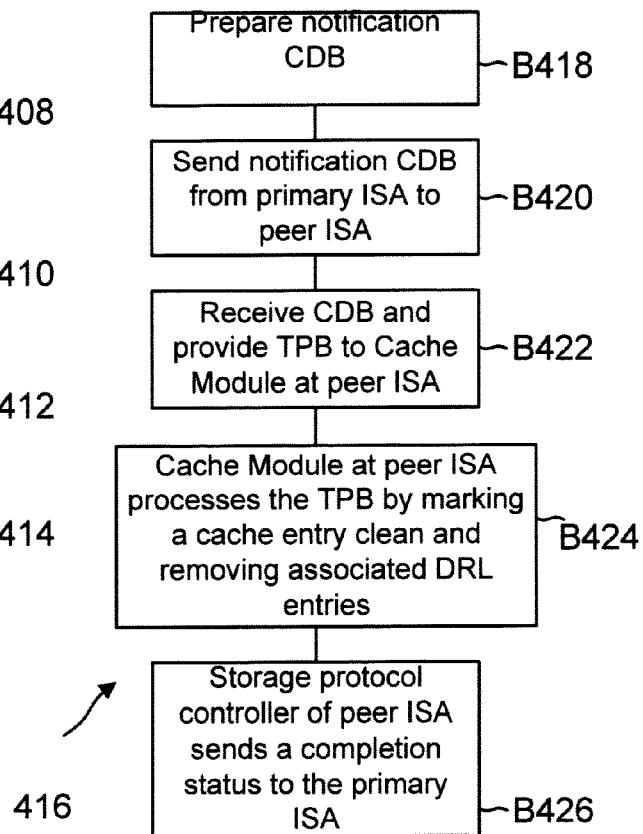 Prepare notification
CDB
B418
408
Send notification CDB
from primary ISA to
peer ISA
B420
410
Receive CDB and
provide TPB to Cache
Module at peer ISA
B422
412
Cache Module at peer ISA
processes the TPB by marking
a cache entry clean and
removing associated DRL
entries
B424
414
Storage protocol
controller of peer ISA
sends a completion
status to the primary
ISA
B426
416